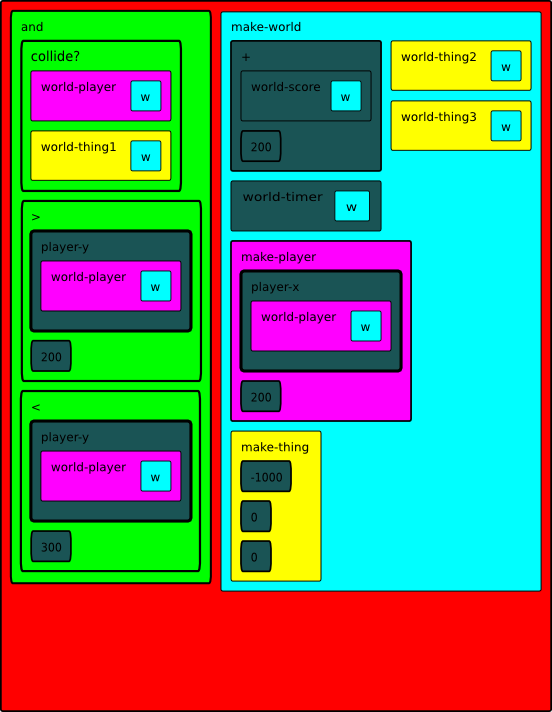 and
collide?
world-player w
world-thing1 w
>
player-y
world-player w
200
<
player-y
world-player w
300
make-world
+
world-score w
200
world-timer w
make-player
player-x
world-player w
200
make-thing
-1000
0
0
world-thing2 w
world-thing3 w